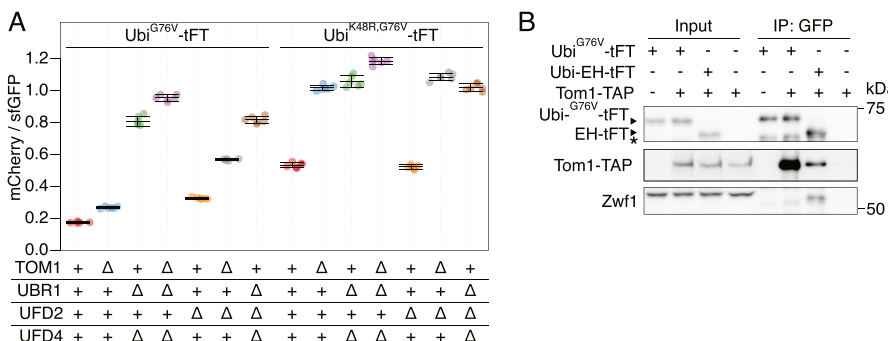 A
Ubi^G76V-tFT Ubi^K48R,G76V-tFT
mCherry / sfGFP
1.2
1.0
0.8
0.6
0.4
0.2
0.0
TOM1 + Δ + Δ + Δ + + Δ + Δ + Δ +
UBR1 + + Δ Δ + + Δ + + Δ Δ + + Δ
UFD2 + + + + Δ Δ Δ + + + + Δ Δ Δ
UFD4 + + Δ Δ + + Δ + + Δ Δ + + Δ
B
Input IP: GFP
Ubi^G76V-tFT + + - - + + - -
Ubi-EH-tFT - - + - - - + -
Tom1-TAP - + + + - + + + kDa
Ubi-^G76V-tFT 75
EH-tFT
*
Tom1-TAP
Zwf1 50